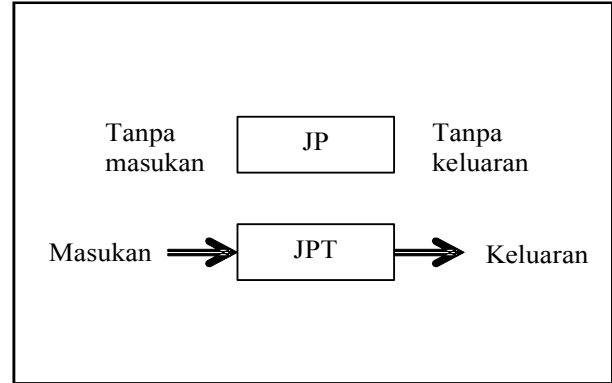 Tanpa
masukan
JP
Tanpa
keluaran
Masukan
JPT
Keluaran